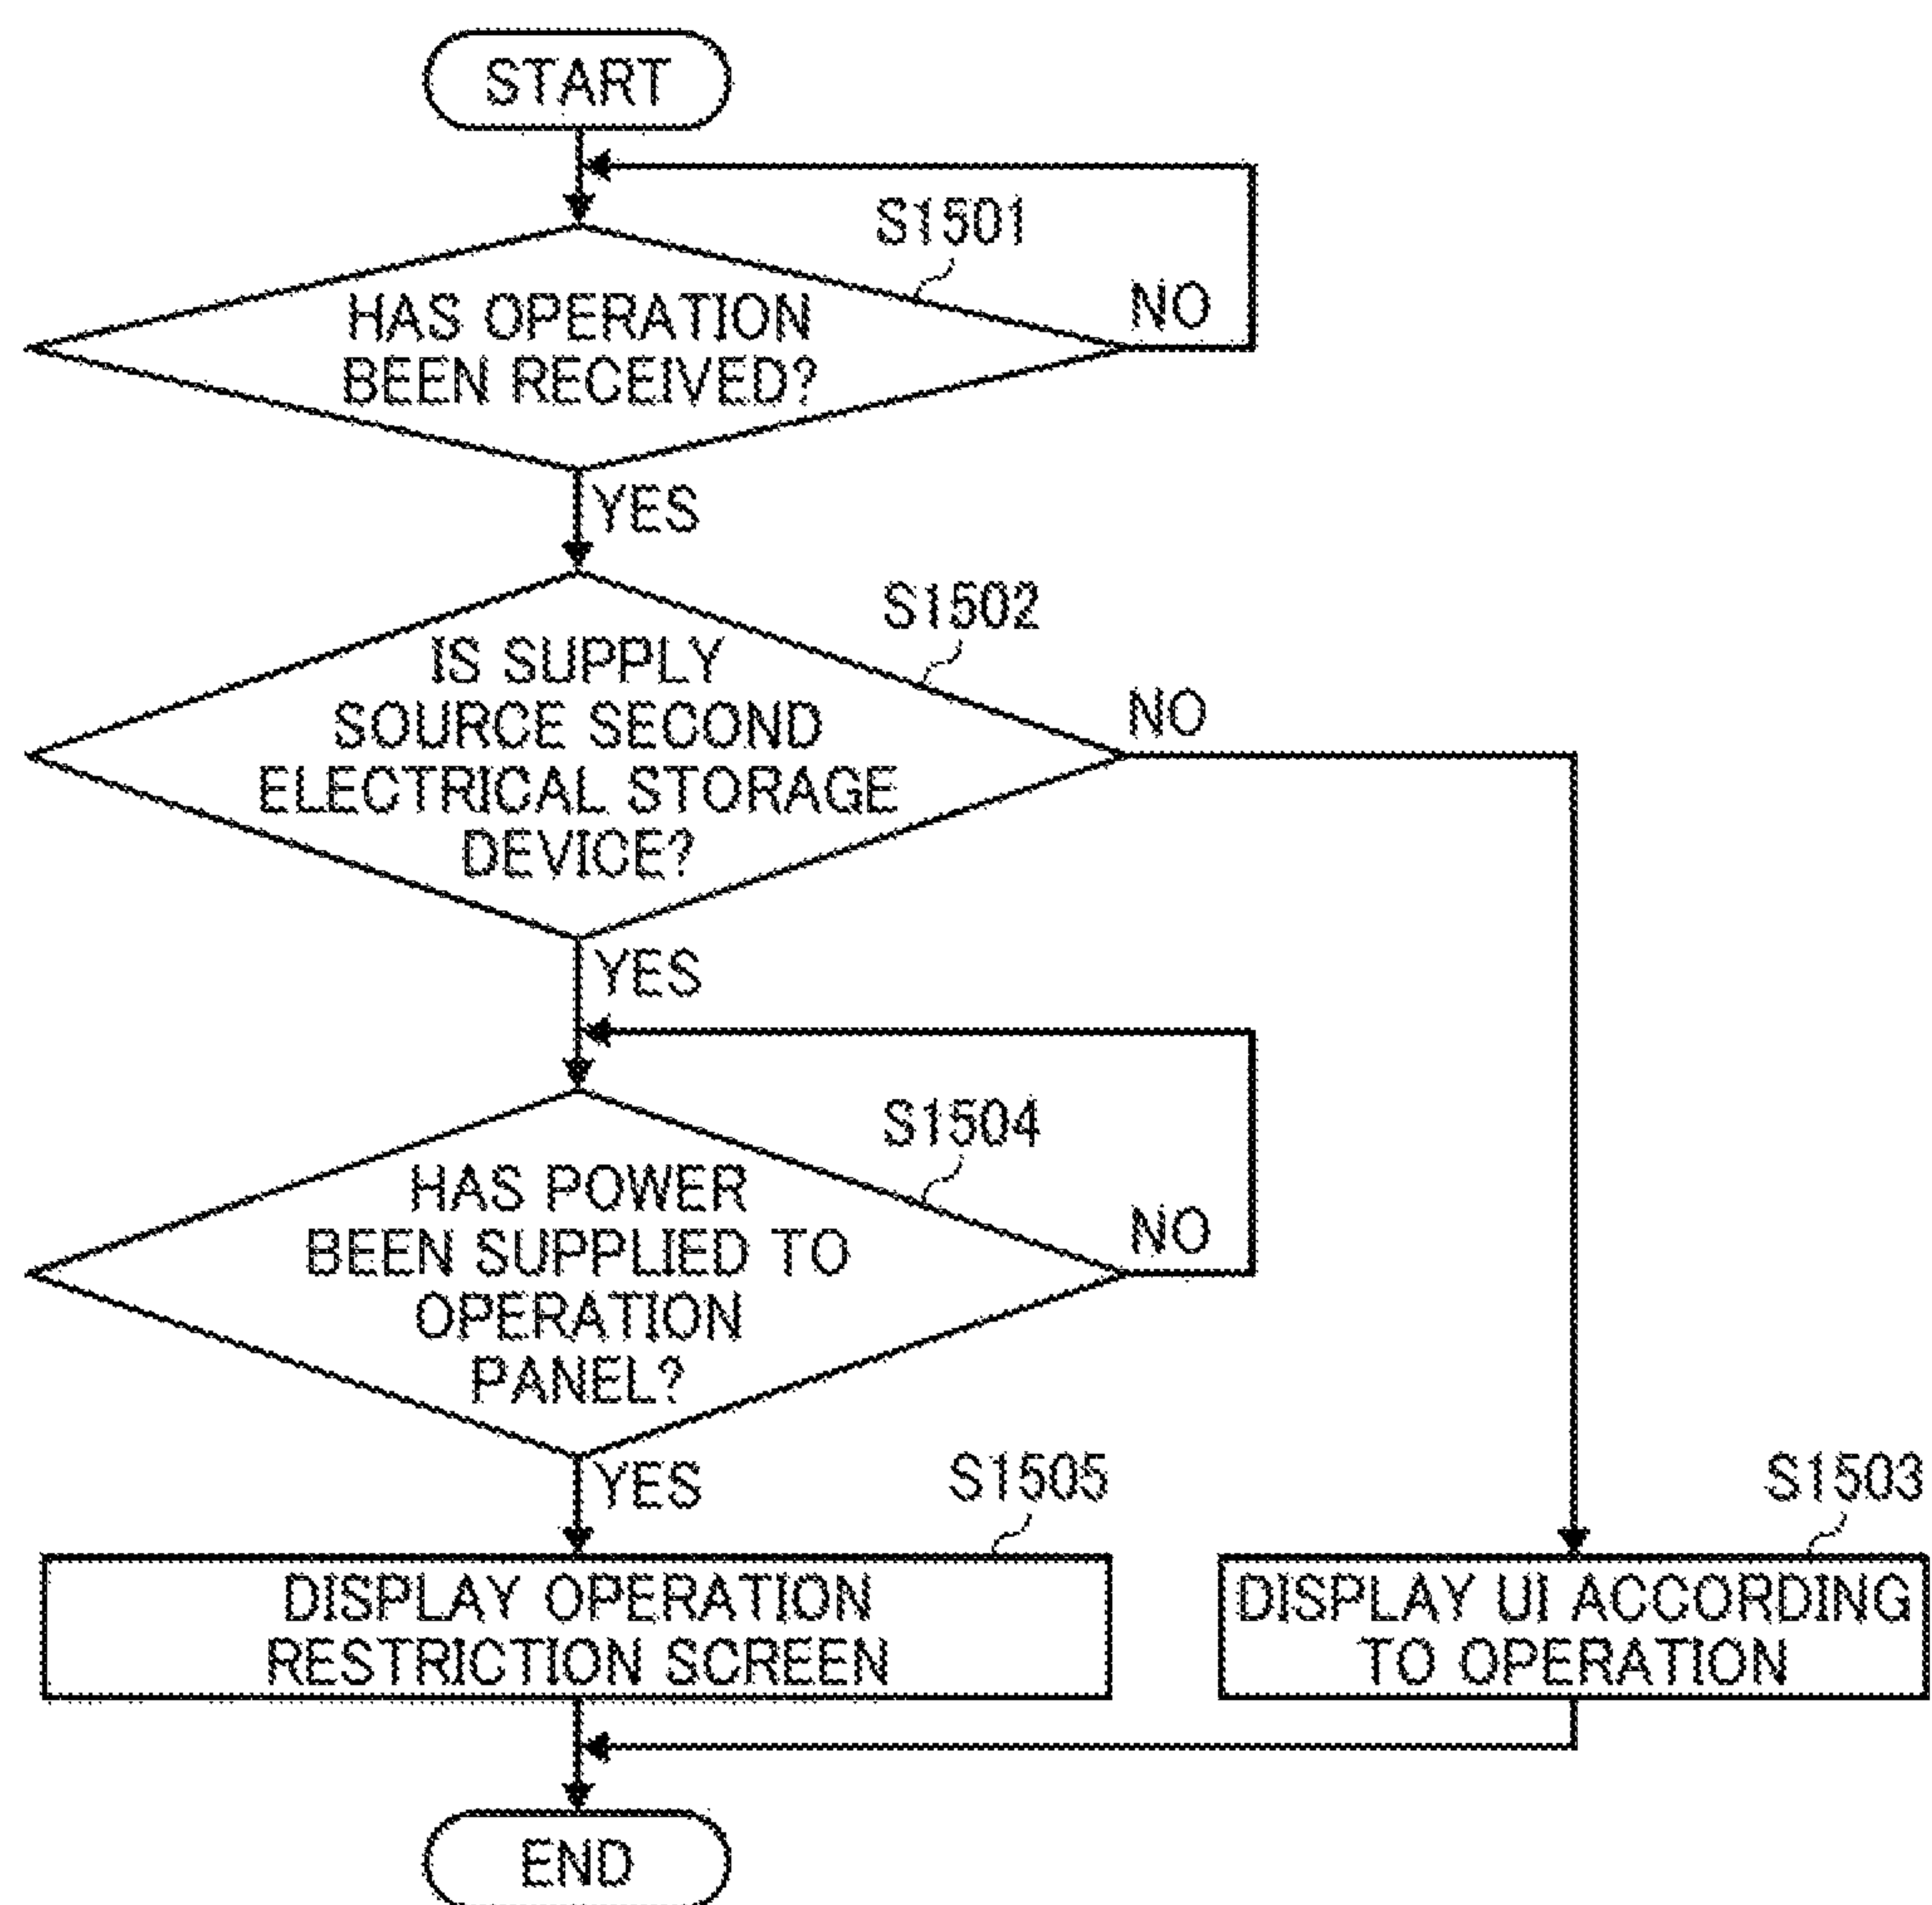 START
S1501
HAS OPERATION
BEEN RECEIVED?
NO
YES
S1502
IS SUPPLY
SOURCE SECOND
ELECTRICAL STORAGE
DEVICE?
NO
YES
S1504
HAS POWER
BEEN SUPPLIED TO
OPERATION
PANEL?
NO
YES
S1505
DISPLAY OPERATION
RESTRICTION SCREEN
S1503
DISPLAY UI ACCORDING
TO OPERATION
END